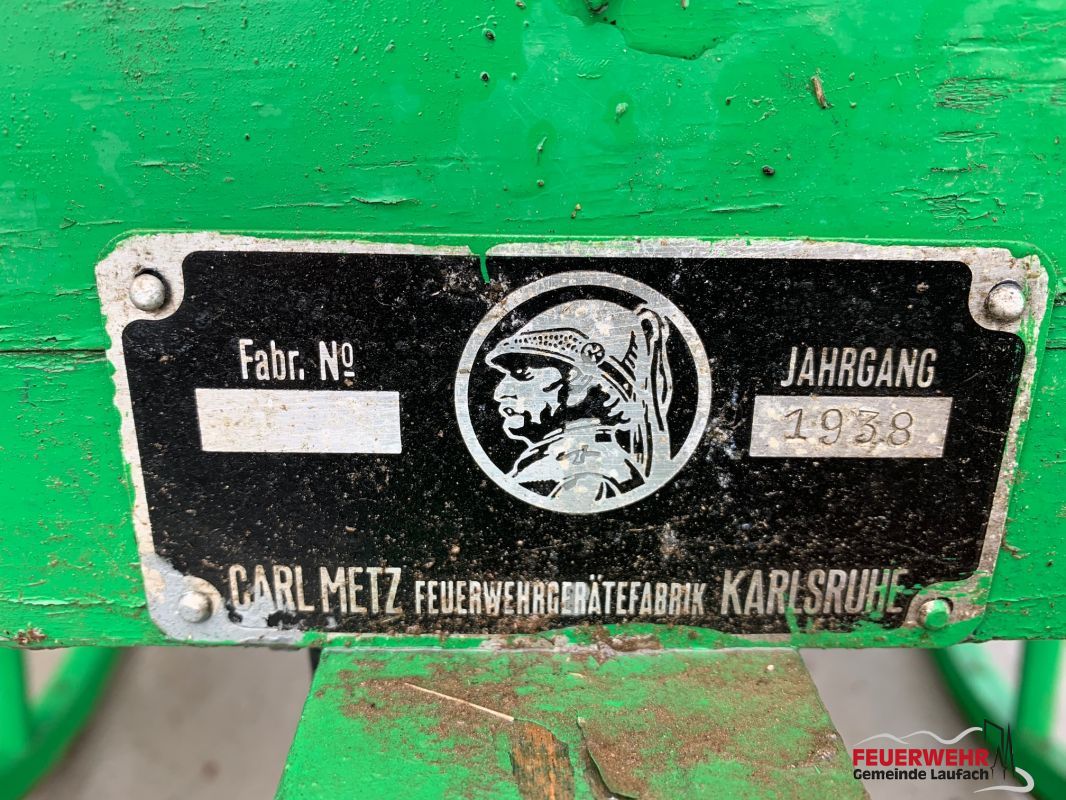 Fabr. Nº
JAHRGANG
1938
CARL METZ FEUERWEHRGERÄTEFABRIK KARLSRUHE
FEUERWEHR
Gemeinde Laufach